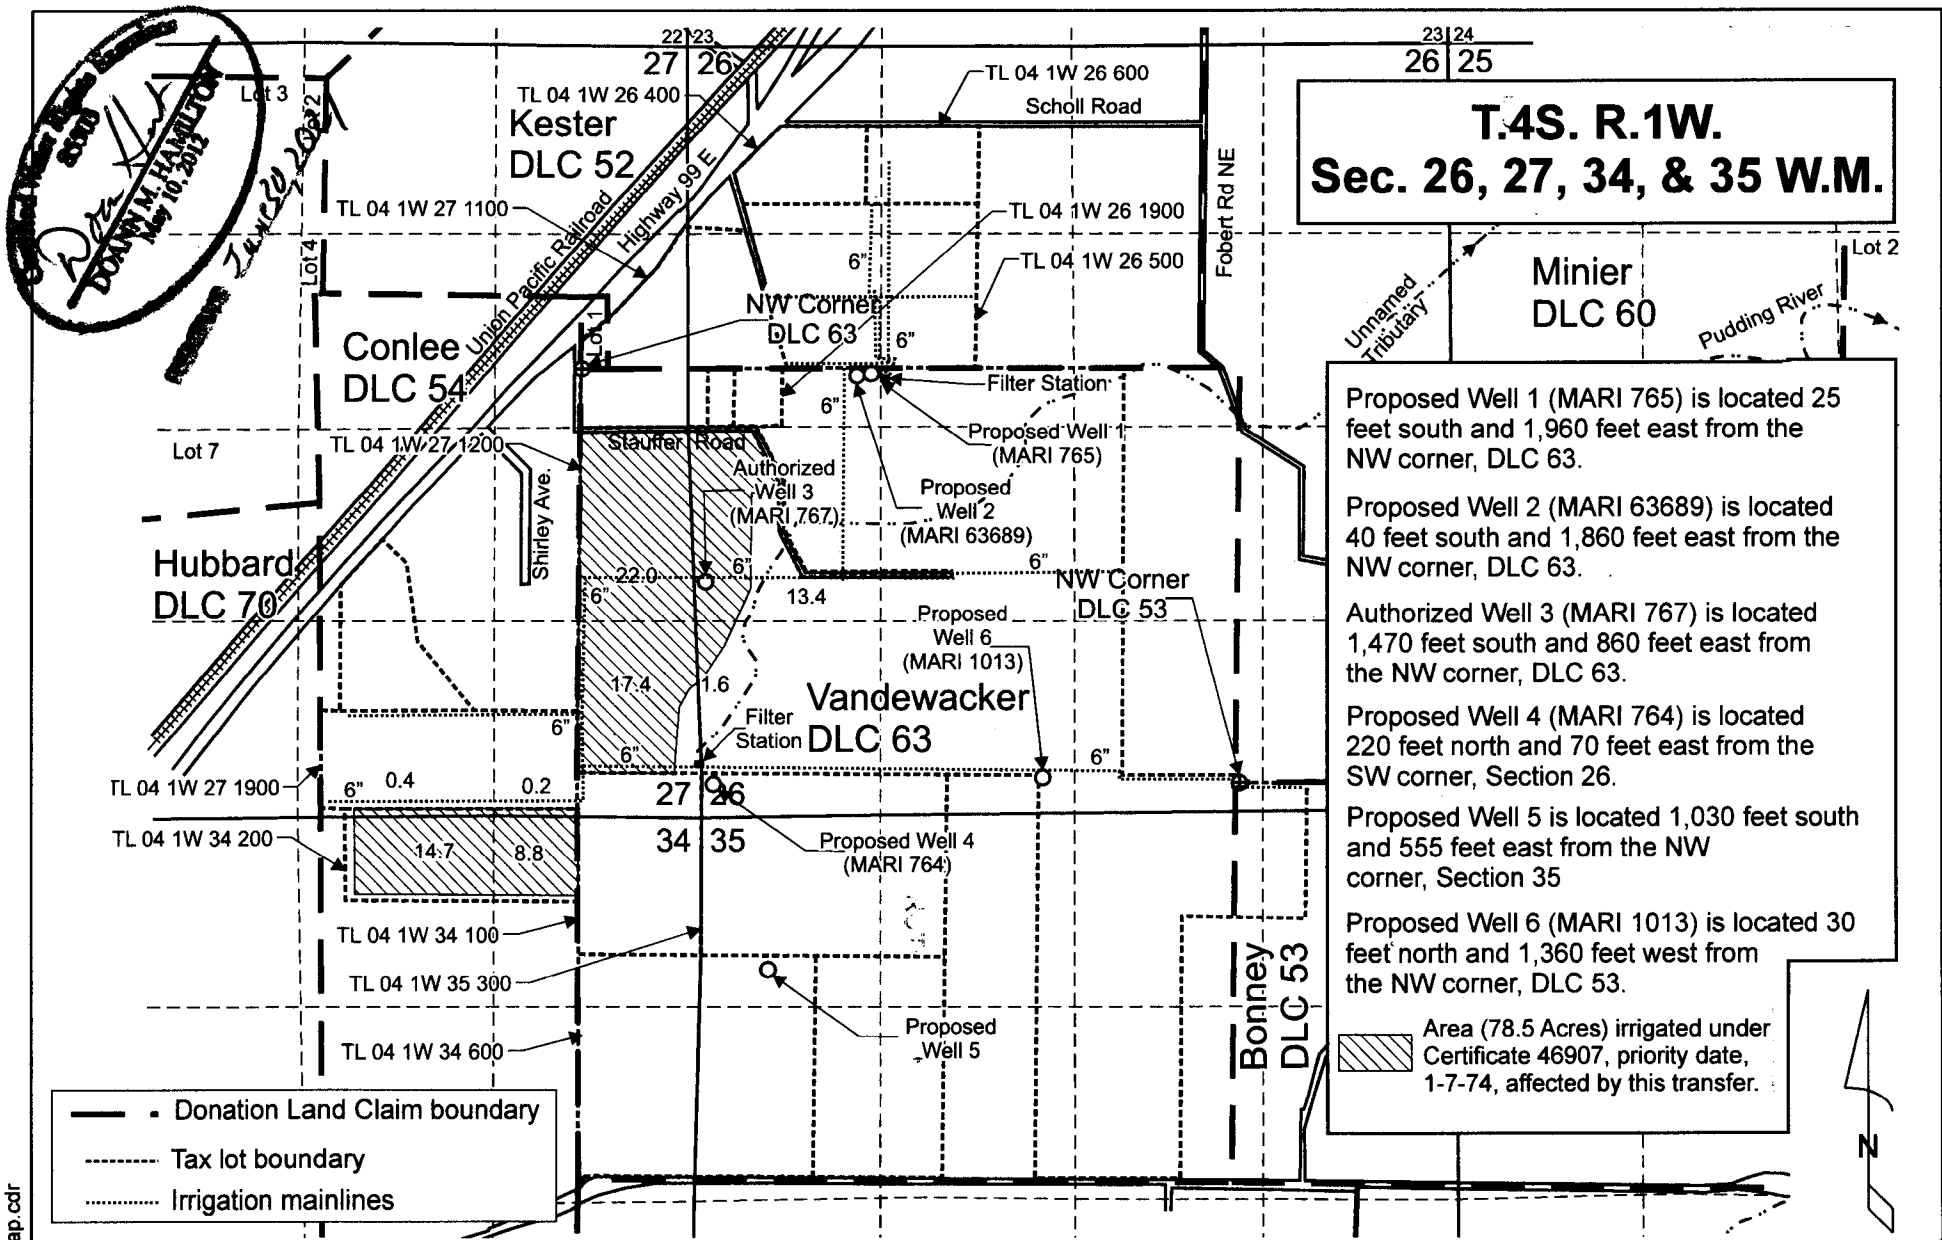 T.4S. R.1W.
Sec. 26, 27, 34, & 35 W.M.
22 23
27 26
23 24
26 25
Lot 3
Lot 2
Lot 4
DOANN M. HAMILTON
May 10, 2012
TL 04 1W 26 400
TL 04 1W 26 600
Scholl Road
Kester
DLC 52
Highway 99 E
Union Pacific Railroad
Fobert Rd NE
TL 04 1W 27 1100
TL 04 1W 26 1900
TL 04 1W 26 500
6"
6"
NW Corner
DLC 63
Lot 1
Conlee
DLC 54
Unnamed
Tributary
Minier
DLC 60
Lot 2
Pudding River
Filter Station
6"
Lot 7
TL 04 1W 27 1200
Stauffer Road
Proposed Well 1
(MARI 765)
Authorized
Well 3
(MARI 767)
Proposed
Well 2
(MARI 63689)
Shirley Ave.
Hubbard
DLC 70
22.0
6"
6"
13.4
6"
NW Corner
DLC 53
Proposed
Well 6
(MARI 1013)
17.4
1.6
Vandewacker
DLC 63
Filter
Station
6"
6"
6"
TL 04 1W 27 1900
6"
0.4
0.2
27 26
34 35
TL 04 1W 34 200
14.7
8.8
Proposed Well 4
(MARI 764)
TL 04 1W 34 100
TL 04 1W 35 300
TL 04 1W 34 600
Proposed
Well 5
Bonney
DLC 53
Proposed Well 1 (MARI 765) is located 25
feet south and 1,960 feet east from the
NW corner, DLC 63.
Proposed Well 2 (MARI 63689) is located
40 feet south and 1,860 feet east from the
NW corner, DLC 63.
Authorized Well 3 (MARI 767) is located
1,470 feet south and 860 feet east from
the NW corner, DLC 63.
Proposed Well 4 (MARI 764) is located
220 feet north and 70 feet east from the
SW corner, Section 26.
Proposed Well 5 is located 1,030 feet south
and 555 feet east from the NW
corner, Section 35
Proposed Well 6 (MARI 1013) is located 30
feet north and 1,360 feet west from
the NW corner, DLC 53.
Area (78.5 Acres) irrigated under
Certificate 46907, priority date,
1-7-74, affected by this transfer.
Donation Land Claim boundary
Tax lot boundary
Irrigation mainlines
N
ap.cdr